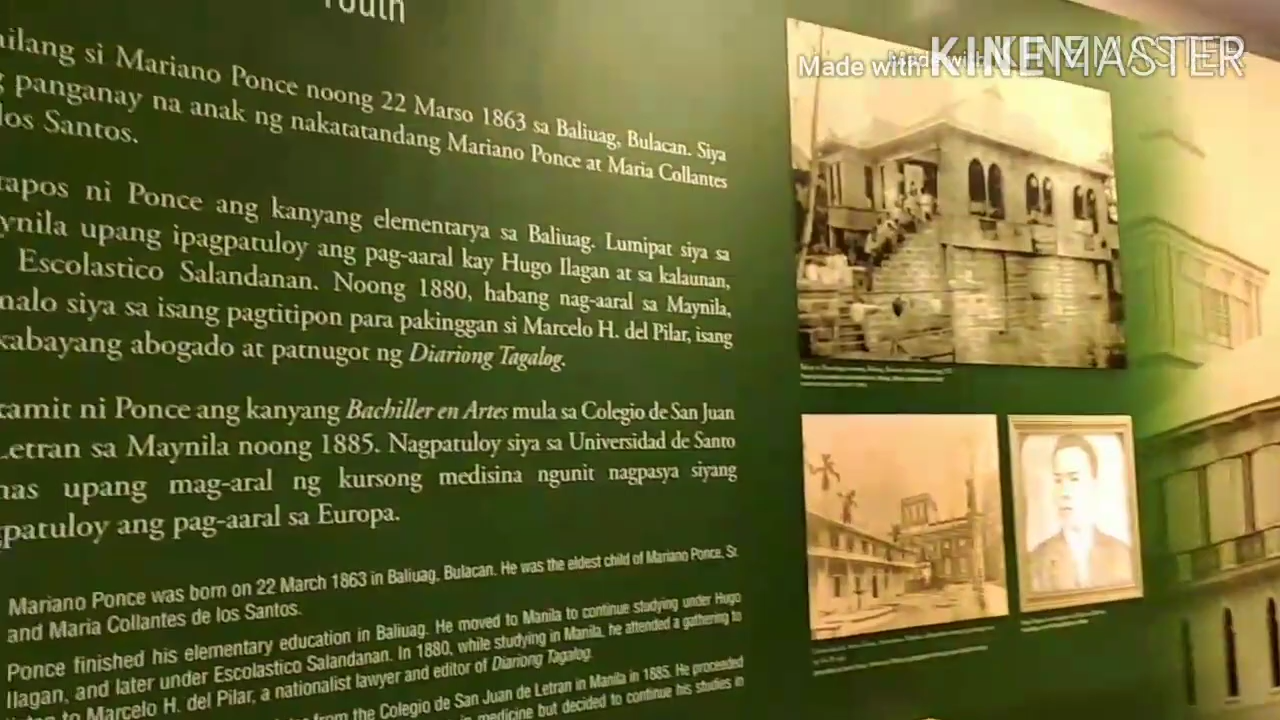 Youth
Made with KINEMASTER
si Mariano Ponce noong 22 Marso 1863 sa Baliuag, Bulacan. Siya
panganay na anak ng nakatatandang Mariano Ponce at Maria Collantes
los Santos.
ni Ponce ang kanyang elementarya sa Baliuag. Lumipat siya sa
upang ipagpatuloy ang pag-aaral kay Hugo Ilagan at sa kalaunan,
Escolastico Salandanan. Noong 1880, habang nag-aaral sa Maynila,
siya sa isang pagtitipon para pakinggan si Marcelo H. del Pilar, isang
abogado at patnugot ng Diariong Tagalog.
ni Ponce ang kanyang Bachiller en Artes mula sa Colegio de San Juan
Letran sa Maynila noong 1885. Nagpatuloy siya sa Universidad de Santo
upang mag-aral ng kursong medisina ngunit nagpasya siyang
ang pag-aaral sa Europa.
Mariano Ponce was born on 22 March 1863 in Baliuag, Bulacan. He was the eldest child of Mariano Ponce, Sr.
and Maria Collantes de los Santos.
Ponce finished his elementary education in Baliuag. He moved to Manila to continue studying under Hugo
Ilagan, and later under Escolastico Salandanan. In 1880, while studying in Manila, he attended a gathering to
to Marcelo H. del Pilar, a nationalist lawyer and editor of Diariong Tagalog.
from the Colegio de San Juan de Letran in Manila in 1885. He proceeded
medicine but decided to continue his studies in